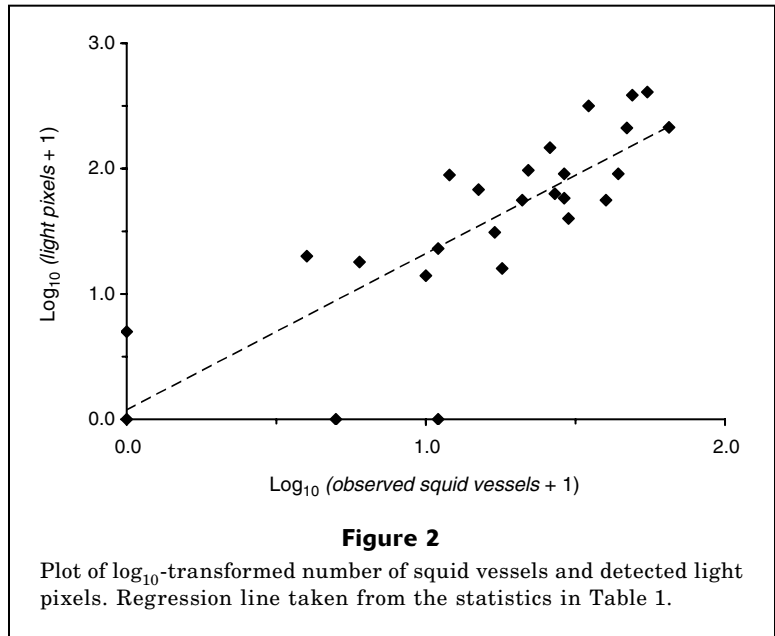 3.0
2.0
1.0
0.0
Log10 (light pixels + 1)
0.0 1.0 2.0
Log10 (observed squid vessels + 1)
Figure 2
Plot of log10-transformed number of squid vessels and detected light
pixels. Regression line taken from the statistics in Table 1.